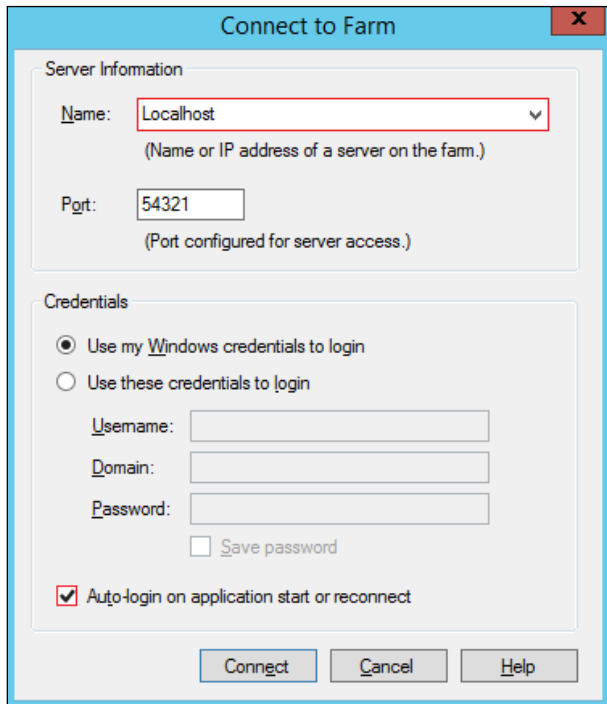 Connect to Farm
x
Server Information
Name: Localhost
(Name or IP address of a server on the farm.)
Port: 54321
(Port configured for server access.)
Credentials
Use my Windows credentials to login
Use these credentials to login
Username:
Domain:
Password:
Save password
Auto-login on application start or reconnect
Connect Cancel Help